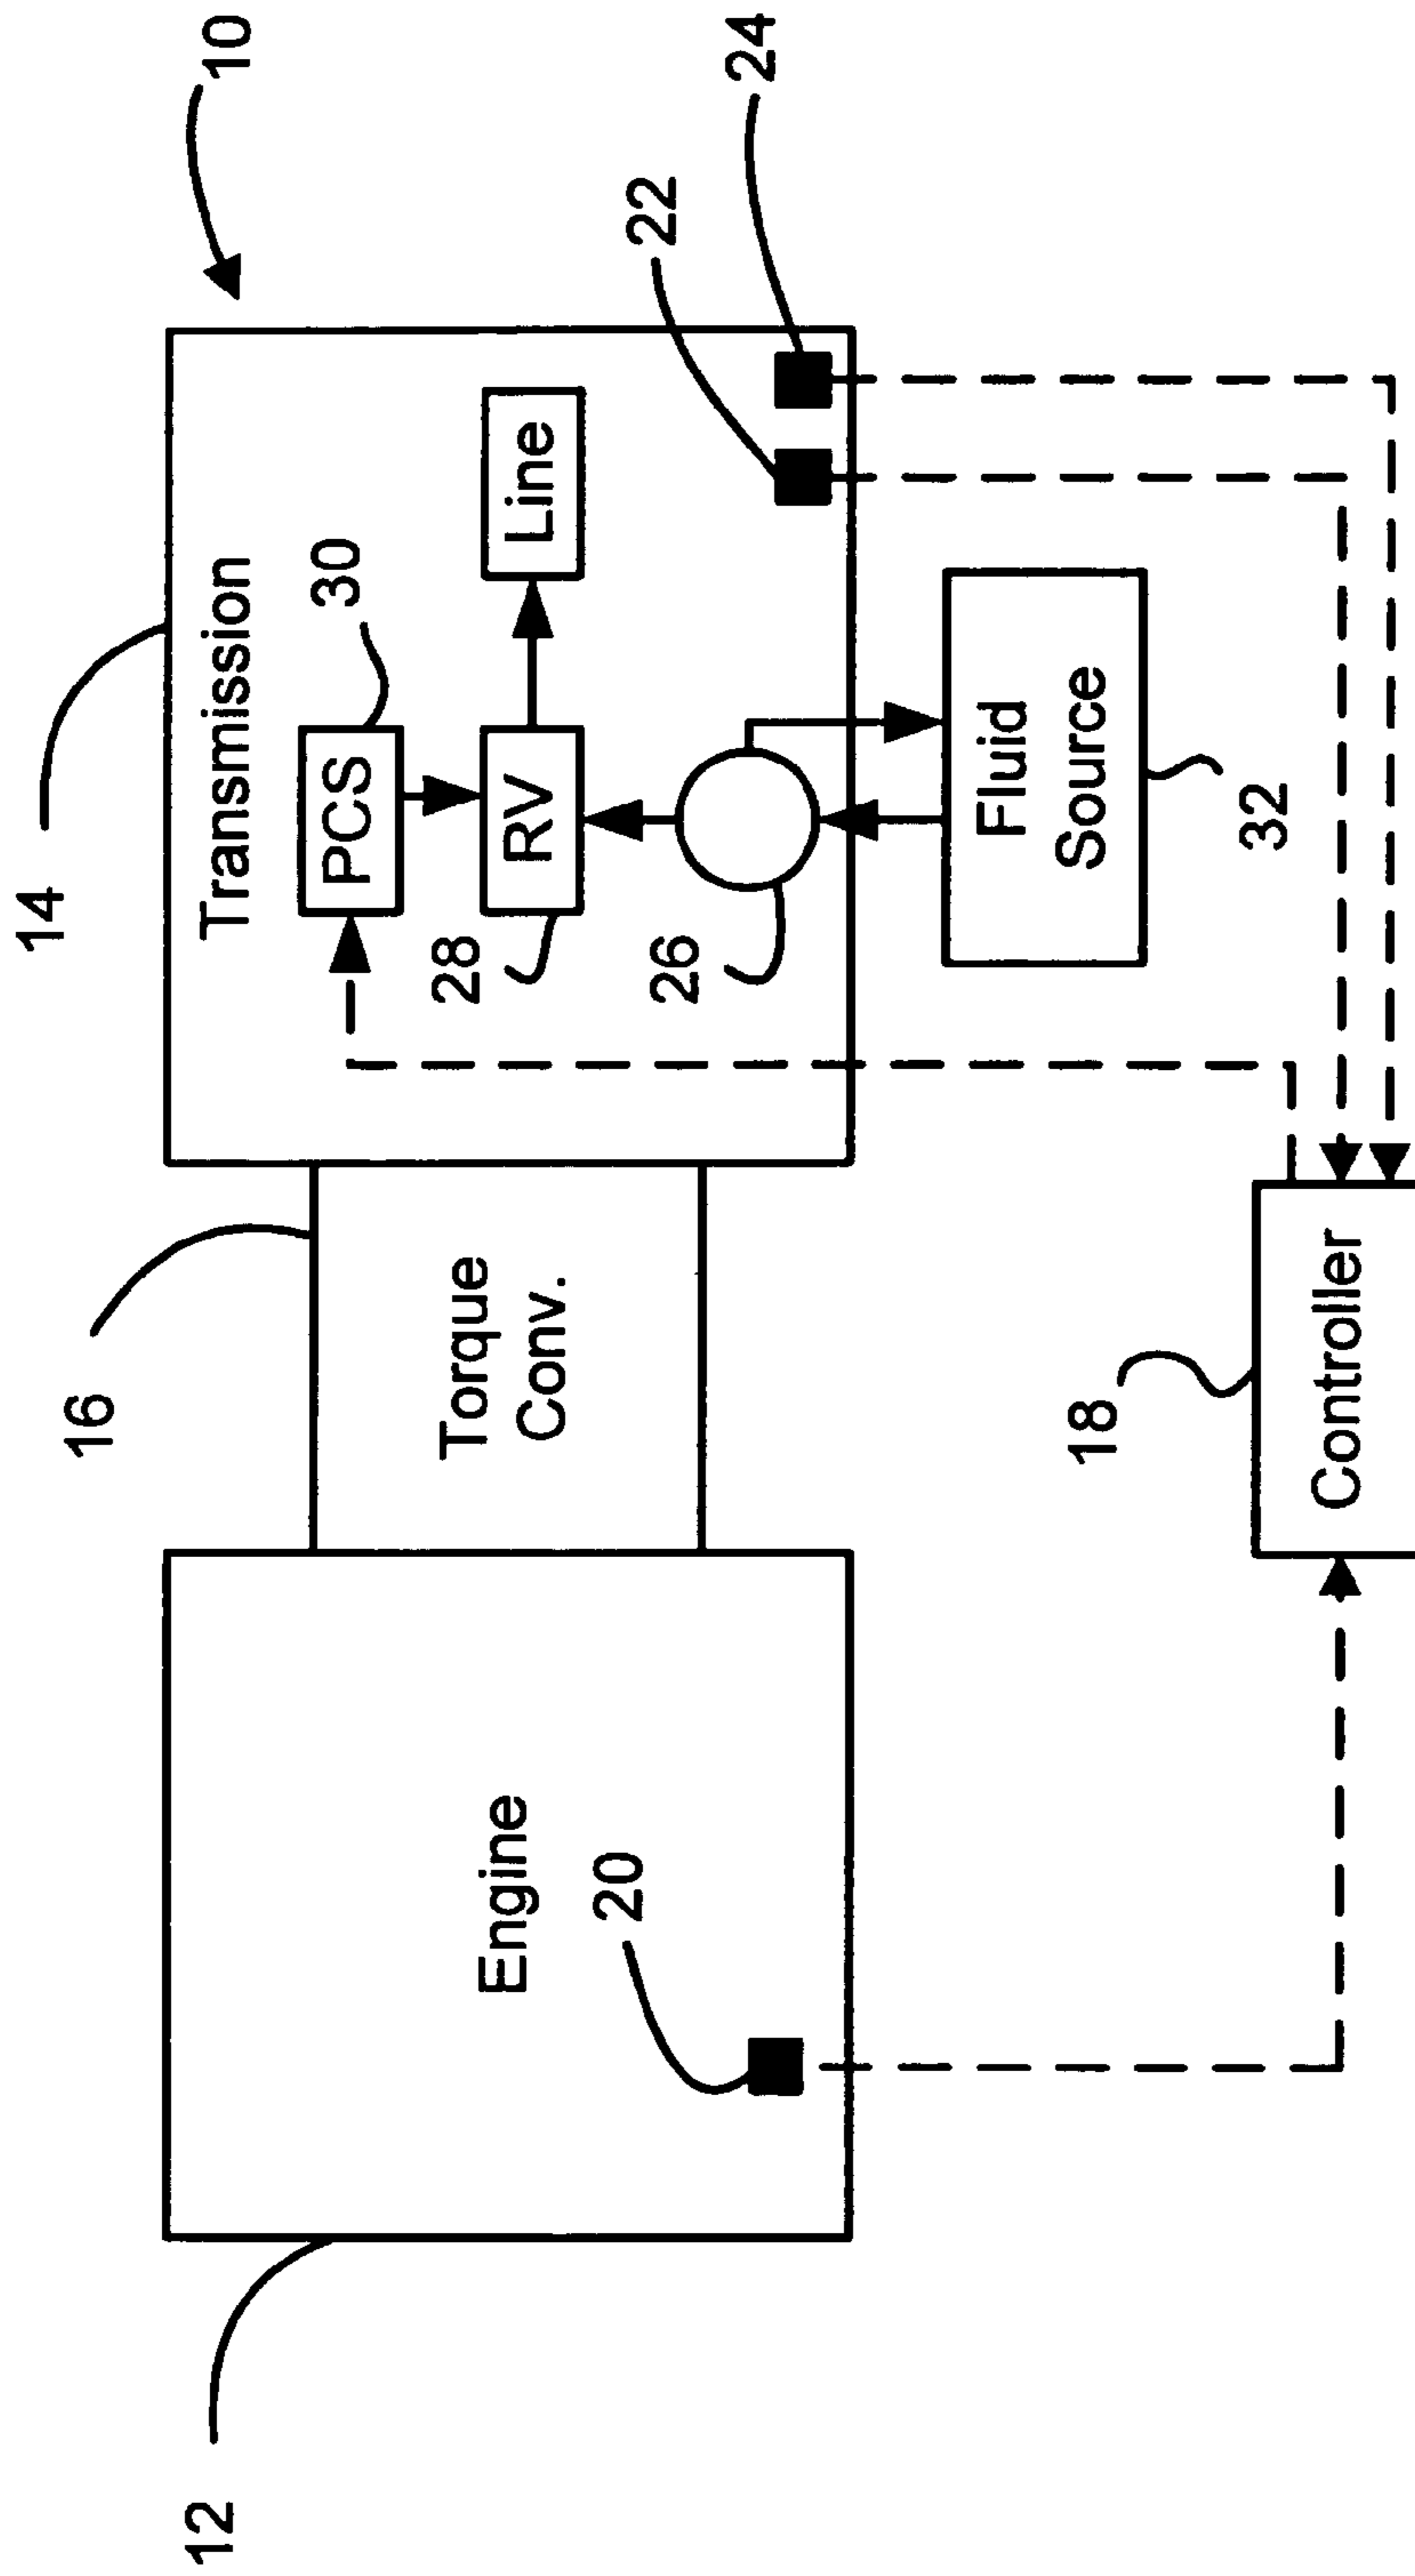 10
14
Transmission
16
12
PCS
30
Line
28
RV
22
24
26
Torque
Conv.
Engine
20
Fluid
Source
32
18
Controller